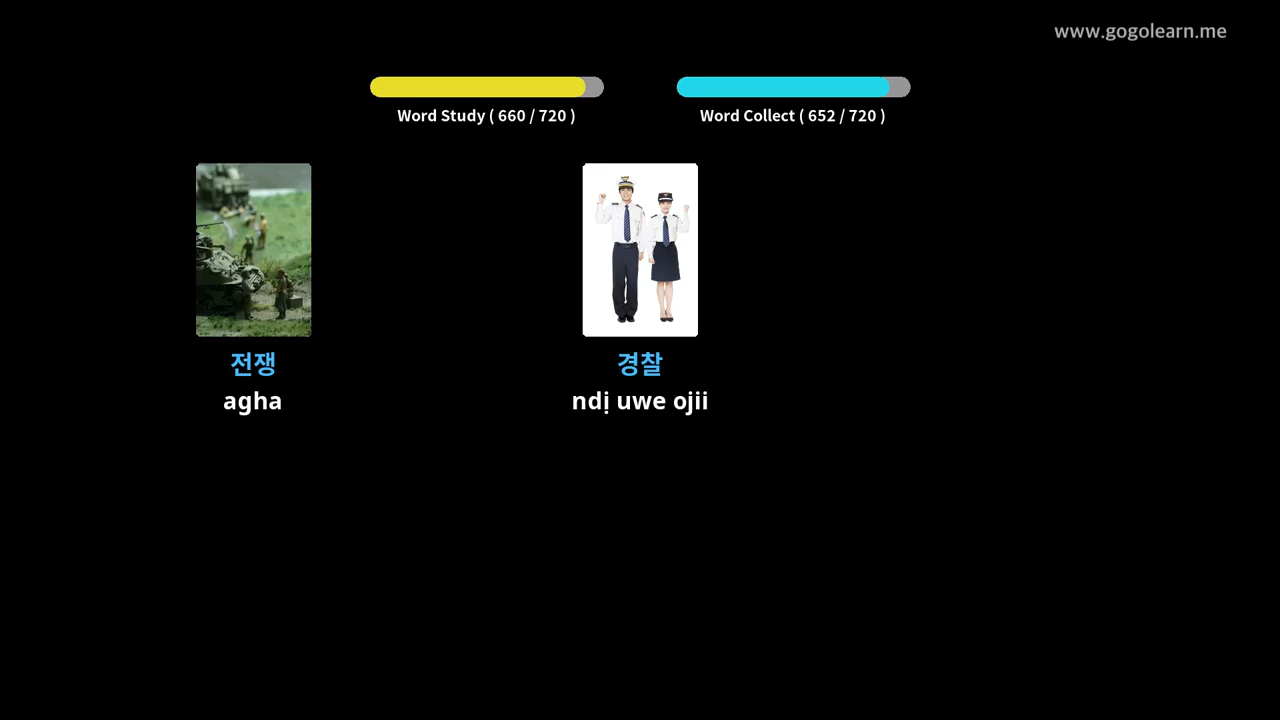 www.gogolearn.me
Word Study ( 660 / 720 )
Word Collect ( 652 / 720 )
전쟁
agha
경찰
ndị uwe ojii